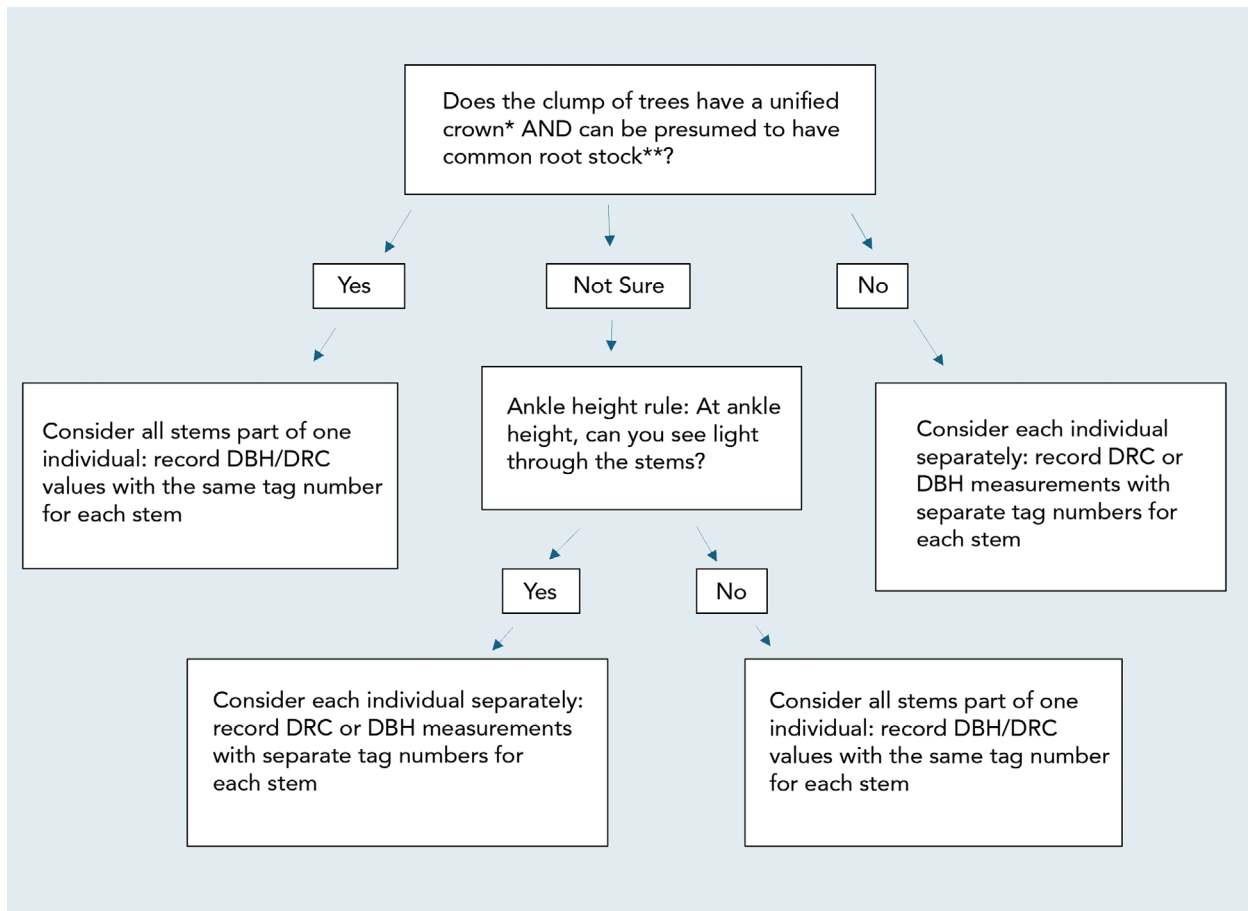 Does the clump of trees have a unified
crown* AND can be presumed to have
common root stock**?
Yes
Not Sure
No
Consider all stems part of one
individual: record DBH/DRC
values with the same tag number
for each stem
Ankle height rule: At ankle
height, can you see light
through the stems?
Consider each individual
separately: record DRC or
DBH measurements with
separate tag numbers for
each stem
Yes
No
Consider each individual separately:
record DRC or DBH measurements
with separate tag numbers for
each stem
Consider all stems part of one
individual: record DBH/DRC
values with the same tag number
for each stem